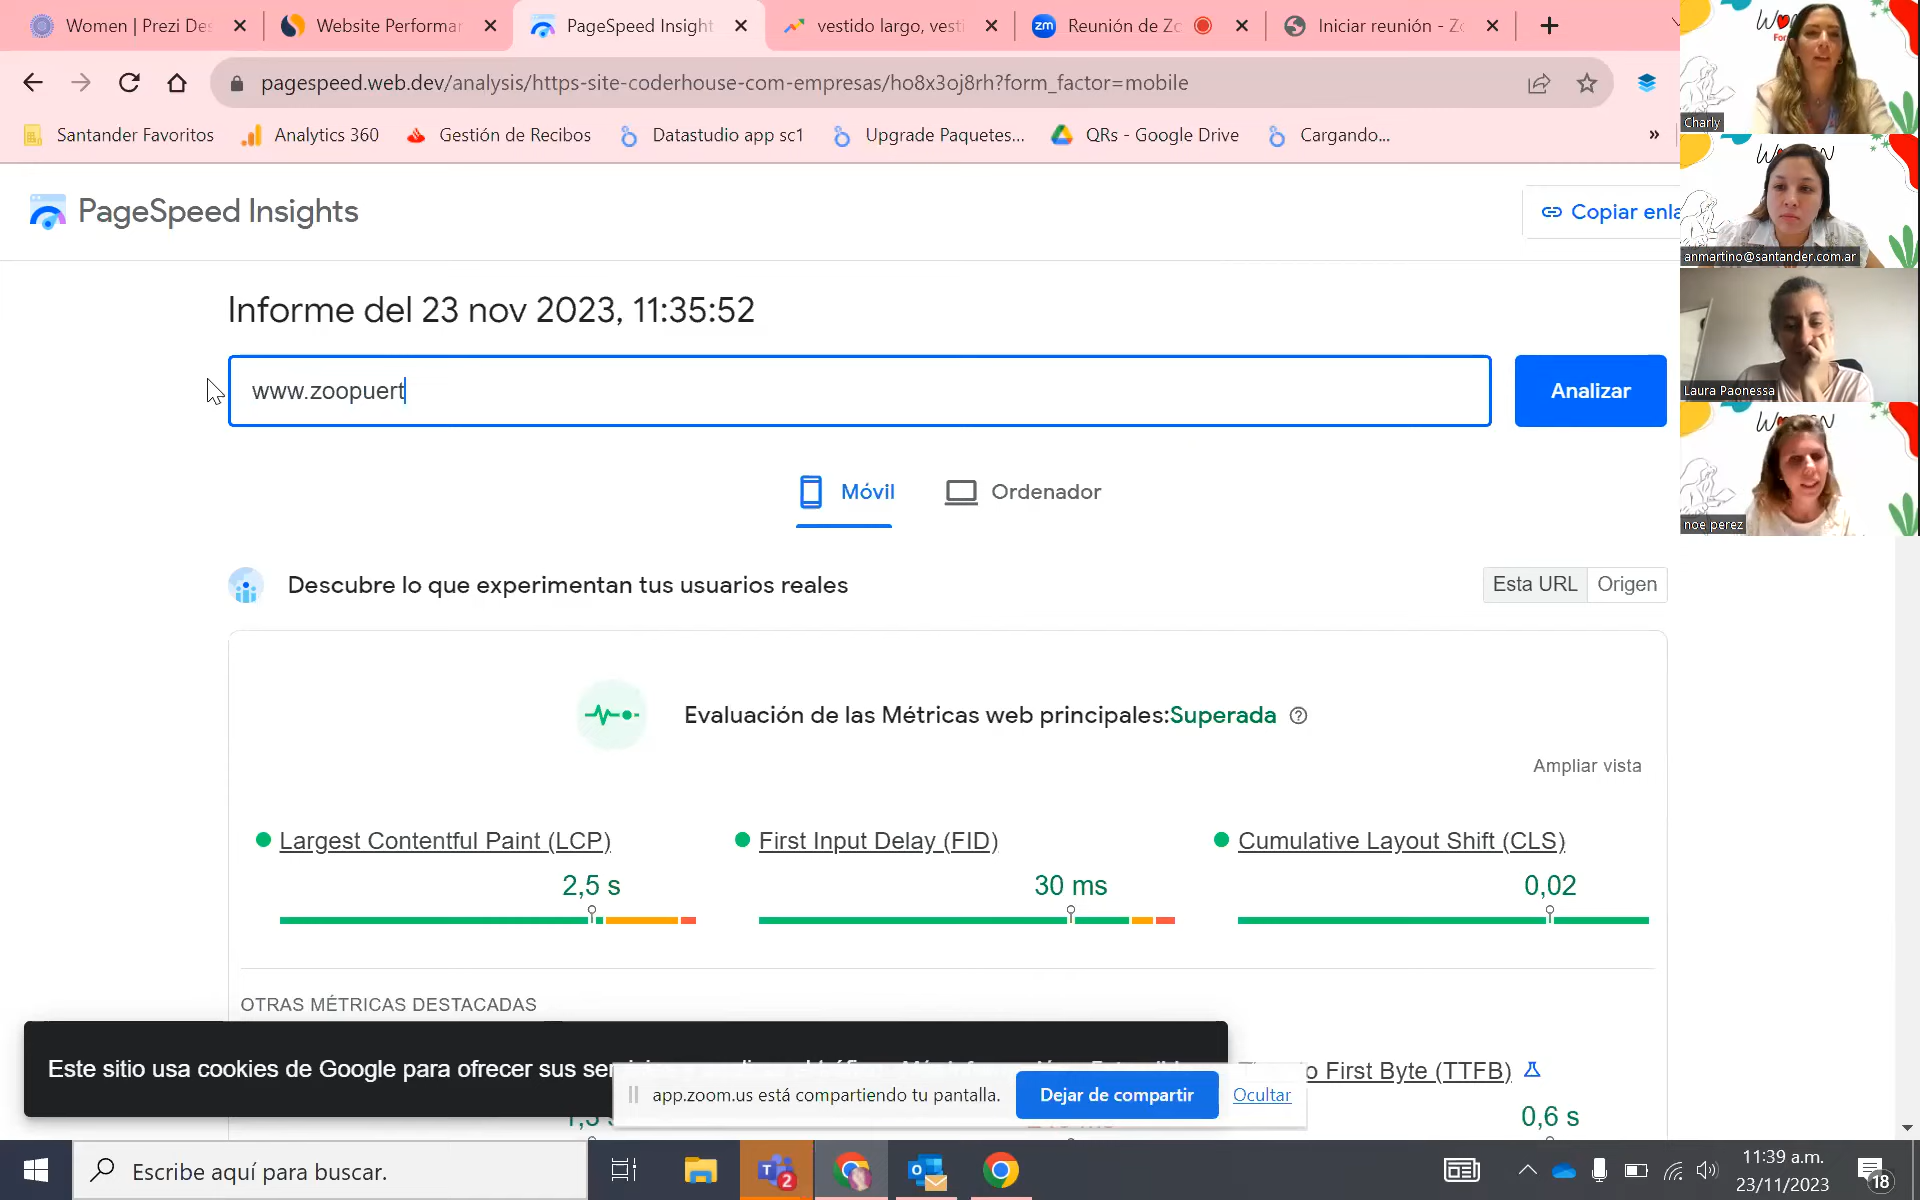 Women | Prezi Des
Website Performar
PageSpeed Insight
vestido largo, vesti
zm Reunión de Zo
Iniciar reunión - Zo
pagespeed.web.dev/analysis/https-site-coderhouse-com-empresas/ho8x3oj8rh?form_factor=mobile
Santander Favoritos
Analytics 360
Gestión de Recibos
Datastudio app sc1
Upgrade Paquetes...
QRs - Google Drive
Cargando...
»
PageSpeed Insights
Copiar enla
Informe del 23 nov 2023, 11:35:52
www.zoopuert
Analizar
Móvil
Ordenador
Descubre lo que experimentan tus usuarios reales
Esta URL
Origen
Evaluación de las Métricas web principales:Superada
Ampliar vista
Largest Contentful Paint (LCP)
2,5 s
First Input Delay (FID)
30 ms
Cumulative Layout Shift (CLS)
0,02
OTRAS MÉTRICAS DESTACADAS
Este sitio usa cookies de Google para ofrecer sus ser
app.zoom.us está compartiendo tu pantalla.
Dejar de compartir
Ocultar
o First Byte (TTFB)
0,6 s
Charly
anmartino@santander.com.ar
Laura Paonessa
noe perez
Escribe aquí para buscar.
2
11:39 a.m.
23/11/2023
18